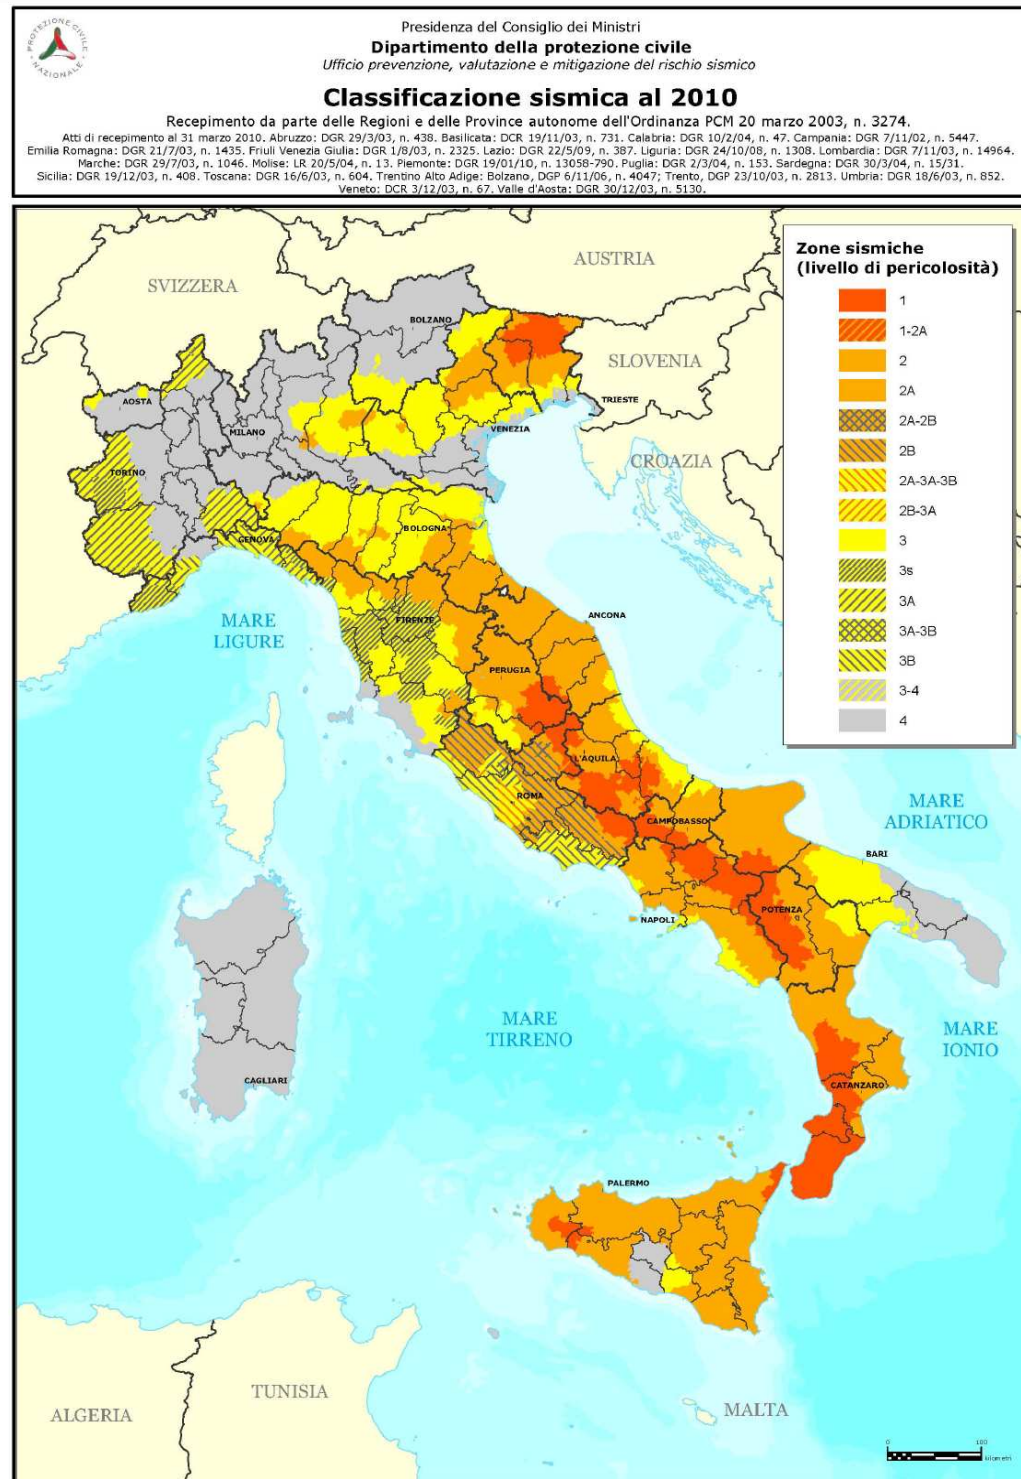 PROTEZIONE CIVILE
NAZIONALE
Presidenza del Consiglio dei Ministri
Dipartimento della protezione civile
Ufficio prevenzione, valutazione e mitigazione del rischio sismico
Classificazione sismica al 2010
Recepimento da parte delle Regioni e delle Province autonome dell'Ordinanza PCM 20 marzo 2003, n. 3274.
Atti di recepimento al 31 marzo 2010. Abruzzo: DGR 29/3/03, n. 438. Basilicata: DCR 19/11/03, n. 731. Calabria: DGR 10/2/04, n. 47. Campania: DGR 7/11/02, n. 5447.
Emilia Romagna: DGR 21/7/03, n. 1435. Friuli Venezia Giulia: DGR 1/8/03, n. 2325. Lazio: DGR 22/5/09, n. 387. Liguria: DGR 24/10/08, n. 1308. Lombardia: DGR 7/11/03, n. 14964.
Marche: DGR 29/7/03, n. 1046. Molise: LR 20/5/04, n. 13. Piemonte: DGR 19/01/10, n. 13058-790. Puglia: DGR 2/3/04, n. 153. Sardegna: DGR 30/3/04, n. 15/31.
Sicilia: DGR 19/12/03, n. 408. Toscana: DGR 16/6/03, n. 604. Trentino Alto Adige: Bolzano, DGP 6/11/06, n. 4047; Trento, DGP 23/10/03, n. 2813. Umbria: DGR 18/6/03, n. 852.
Veneto: DCR 3/12/03, n. 67. Valle d'Aosta: DGR 30/12/03, n. 5130.
Zone sismiche
(livello di pericolosità)
1
1-2A
2
2A
2A-2B
2B
2A-3A-3B
2B-3A
3
3s
3A
3A-3B
3B
3-4
4
AUSTRIA
SVIZZERA
BOLZANO
SLOVENIA
AOSTA
TRIESTE
MILANO
VENEZIA
CROAZIA
TORINO
BOLOGNA
GENOVA
MARE
LIGURE
FIRENZE
ANCONA
PERUGIA
L'AQUILA
ROMA
MARE
ADRIATICO
CAMPOBASSO
BARI
NAPOLI
POTENZA
MARE
TIRRENO
MARE
IONIO
CAGLIARI
CATANZARO
PALERMO
TUNISIA
ALGERIA
MALTA
0
100
kilometri